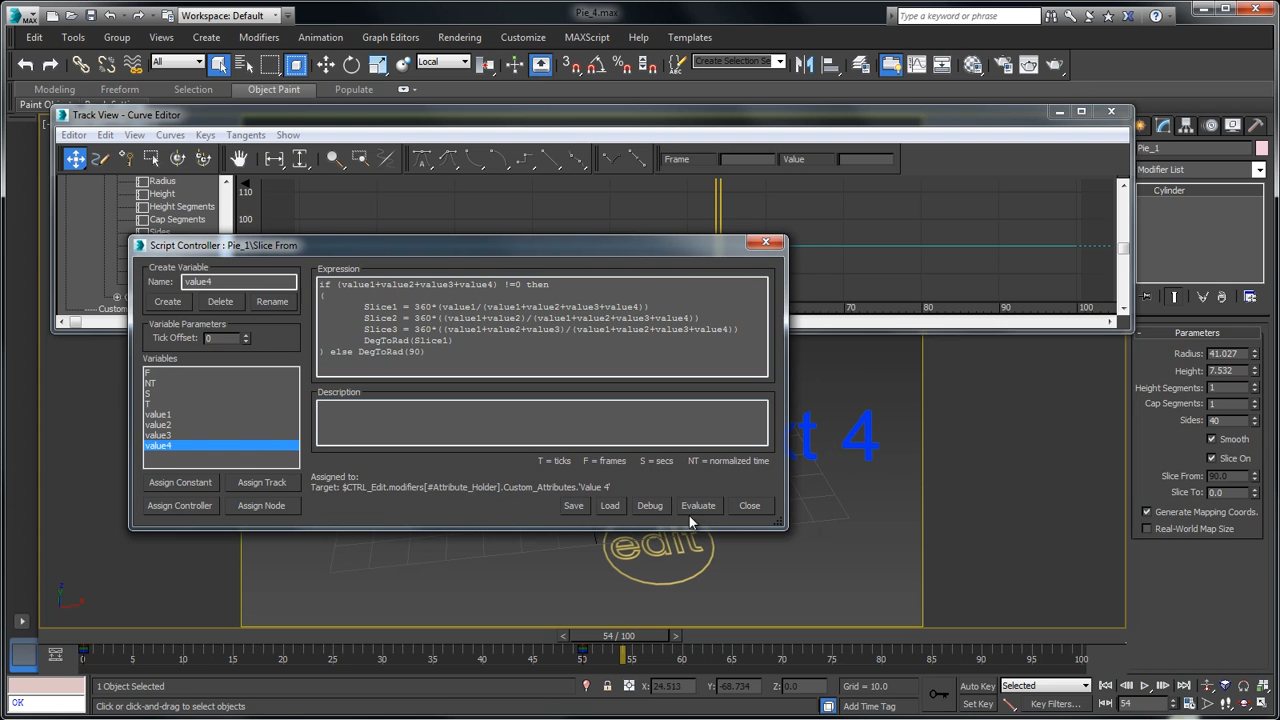 MAX
Workspace: Default
Pie_4.max
Type a keyword or phrase
Edit Tools Group Views Create Modifiers Animation Graph Editors Rendering Customize MAXScript Help Templates
All
Local
Create Selection Se
Modeling Freeform Selection Object Paint Populate
Track View - Curve Editor
Editor Edit View Curves Keys Tangents Show
Frame Value
Radius
Height
Height Segments
Cap Segments
Sides
110
100
70 80 90 100
Script Controller : Pie_1\Slice From
Create Variable
Name: value4
Create Delete Rename
Variable Parameters
Tick Offset: 0
Variables
F
NT
S
T
value1
value2
value3
value4
Assign Constant Assign Track
Assign Controller Assign Node
Expression
if (value1+value2+value3+value4) !=0 then
(
Slice1 = 360*(value1/(value1+value2+value3+value4))
Slice2 = 360*((value1+value2)/(value1+value2+value3+value4))
Slice3 = 360*((value1+value2+value3)/(value1+value2+value3+value4))
DegToRad(Slice1)
) else DegToRad(90)
Description
T = ticks F = frames S = secs NT = normalized time
Assigned to:
Target: $CTRL_Edit.modifiers[#Attribute_Holder].Custom_Attributes.'Value 4'
Save Load Debug Evaluate Close
4
edit
Pie_1
Modifier List
Cylinder
Parameters
Radius: 41.027
Height: 7.532
Height Segments: 1
Cap Segments: 1
Sides: 40
Smooth
Slice On
Slice From: 90.0
Slice To: 0.0
Generate Mapping Coords.
Real-World Map Size
54 / 100
0 5 10 15 20 25 30 35 40 45 50 55 60 65 70 75 80 85 90 95 100
OK
1 Object Selected
Click or click-and-drag to select objects
X: 24.513 Y: -68.734 Z: 0.0
Grid = 10.0
Add Time Tag
Auto Key Selected
Set Key Key Filters...
54